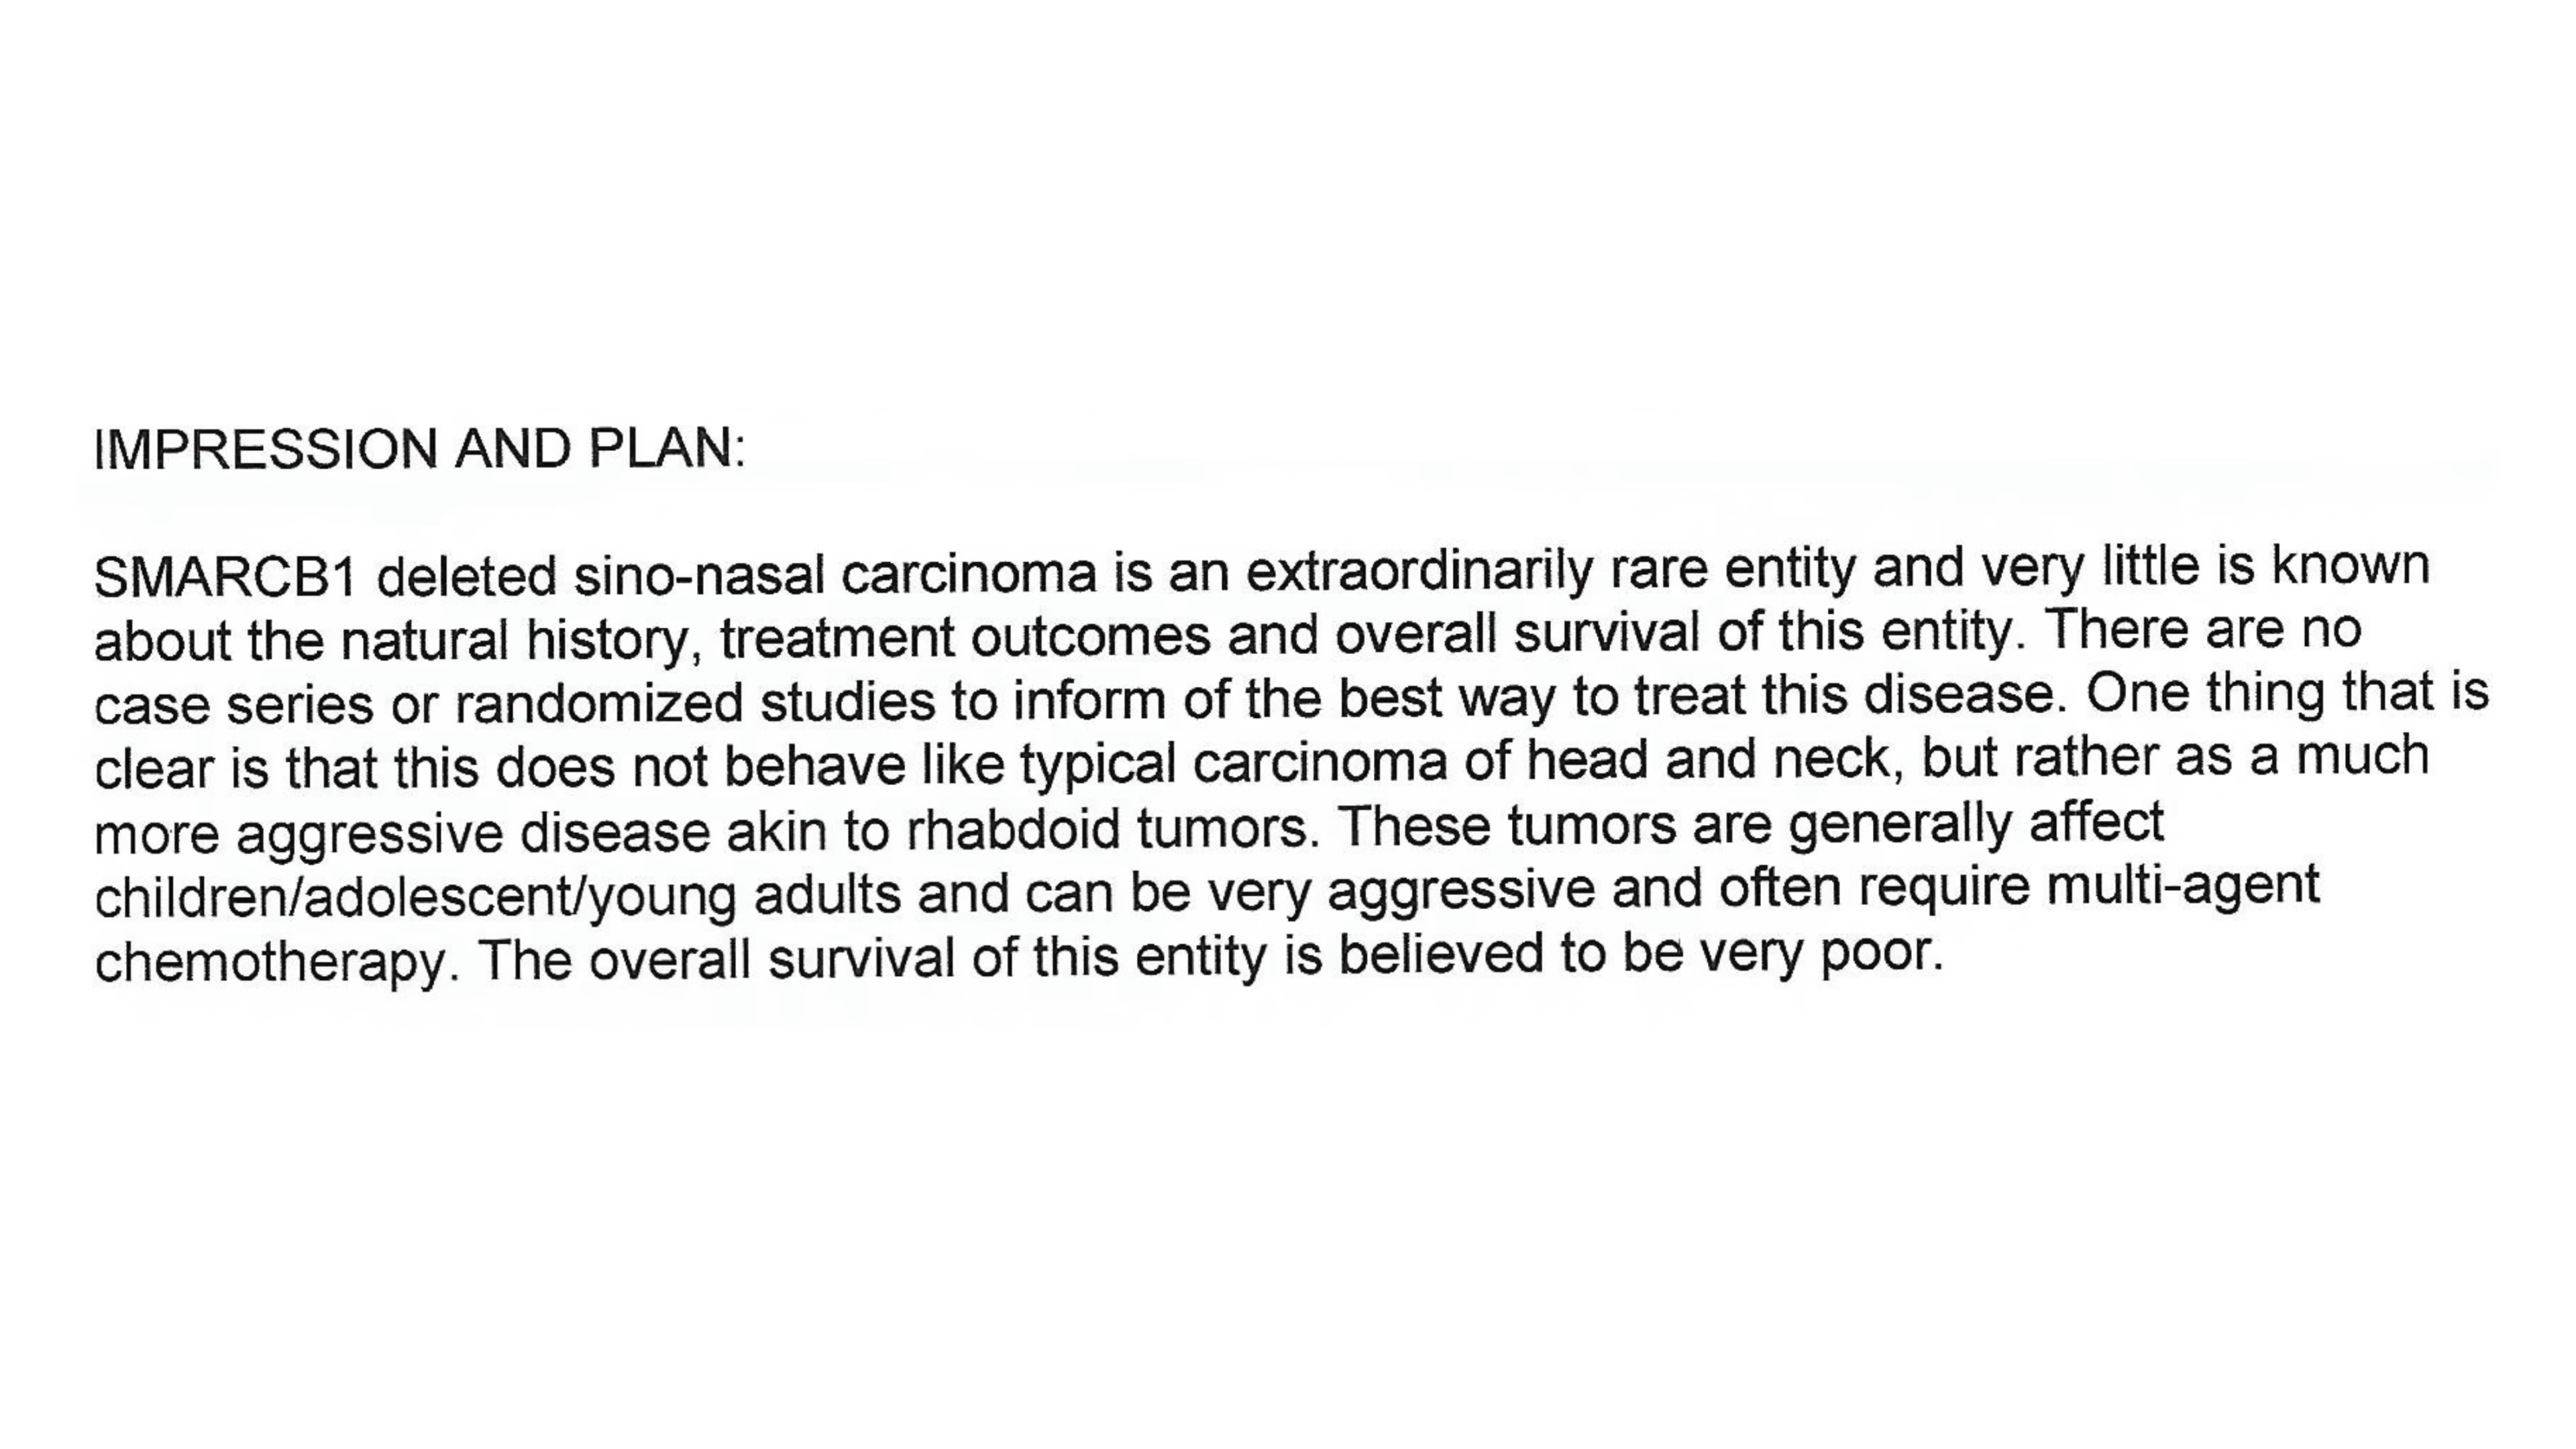 IMPRESSION AND PLAN:
SMARCB1 deleted sino-nasal carcinoma is an extraordinarily rare entity and very little is known
about the natural history, treatment outcomes and overall survival of this entity. There are no
case series or randomized studies to inform of the best way to treat this disease. One thing that is
clear is that this does not behave like typical carcinoma of head and neck, but rather as a much
more aggressive disease akin to rhabdoid tumors. These tumors are generally affect
children/adolescent/young adults and can be very aggressive and often require multi-agent
chemotherapy. The overall survival of this entity is believed to be very poor.